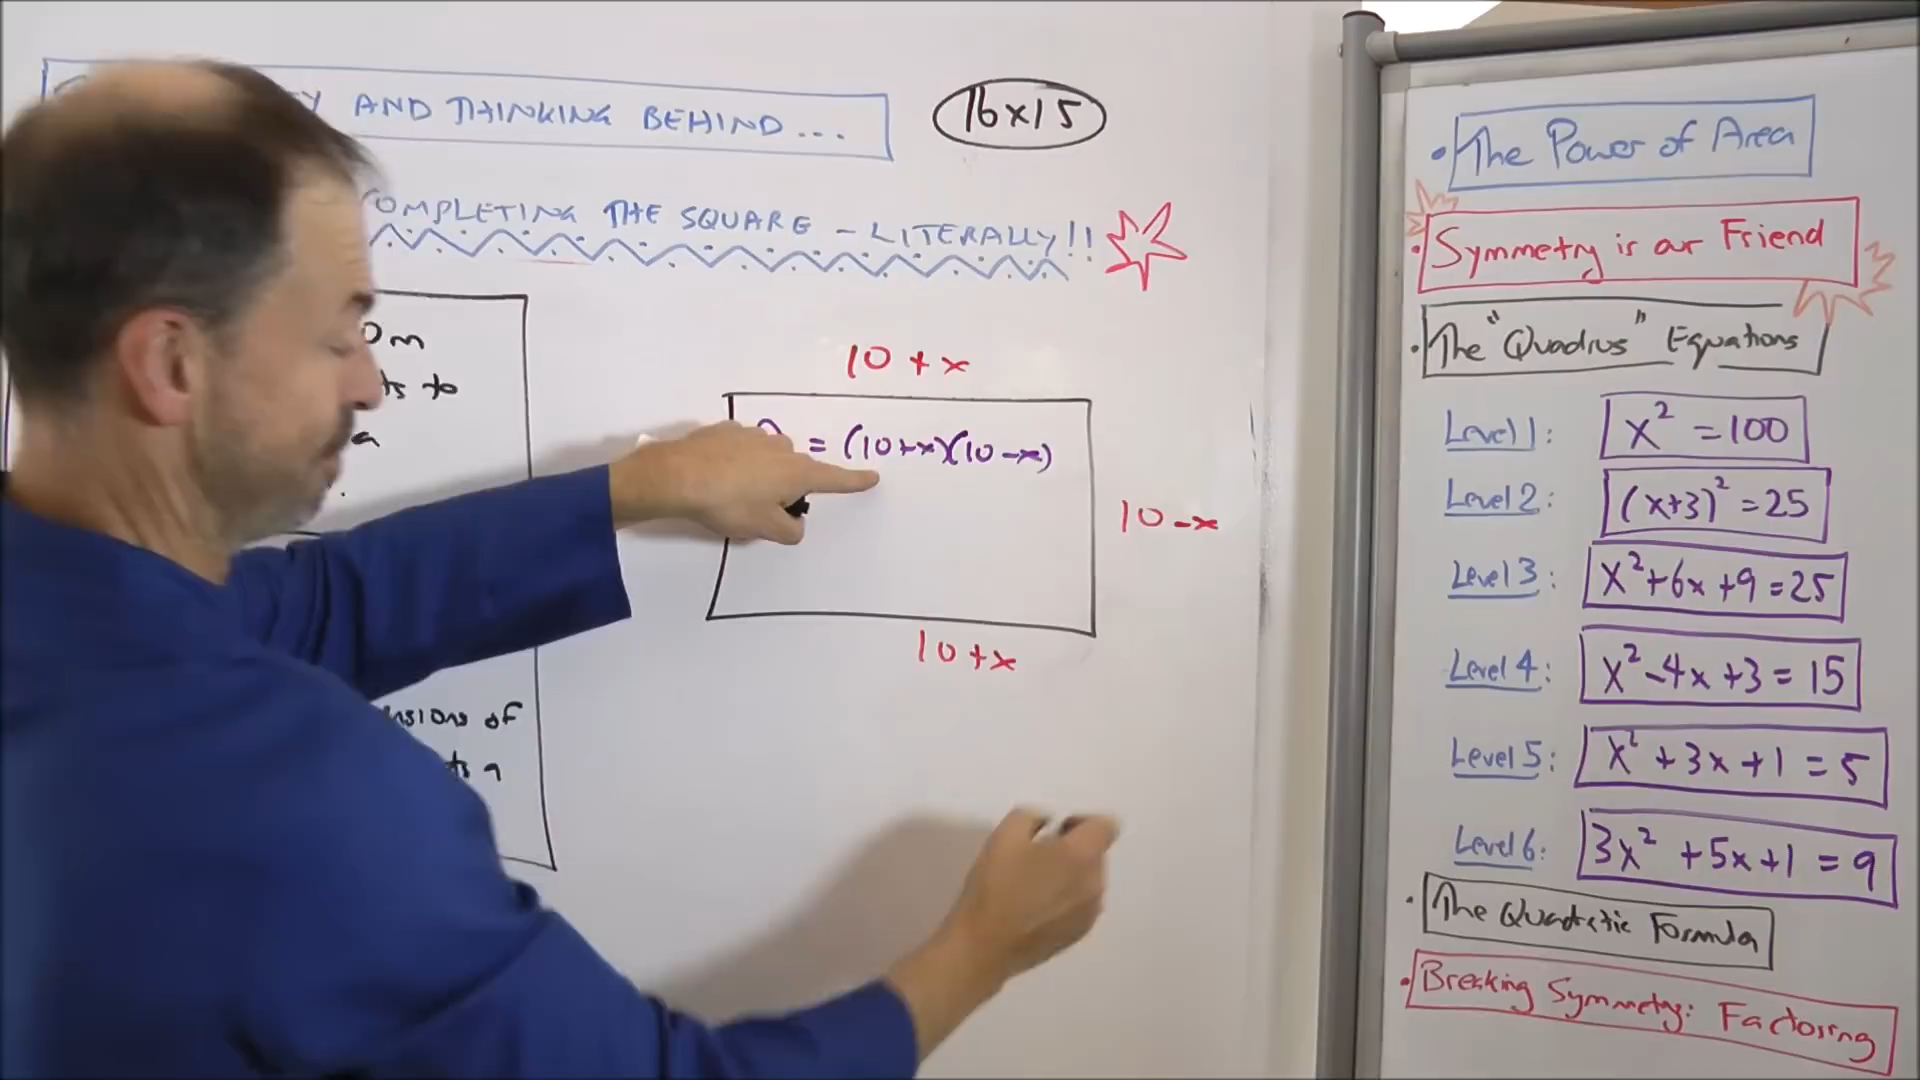 AND THINKING BEHIND...
16x15
COMPLETING THE SQUARE - LITERALLY!!
to
a
of
a
10 + x
= (10+x)(10-x)
10-x
10+x
• The Power of Area
• Symmetry is our Friend
• The "Quadrus" Equations
Level 1: x² = 100
Level 2: (x+3)² = 25
Level 3: x²+6x+9=25
Level 4: x²-4x+3=15
Level 5: x²+3x+1=5
Level 6: 3x²+5x+1=9
• The Quadratic Formula
• Breaking Symmetry: Factoring